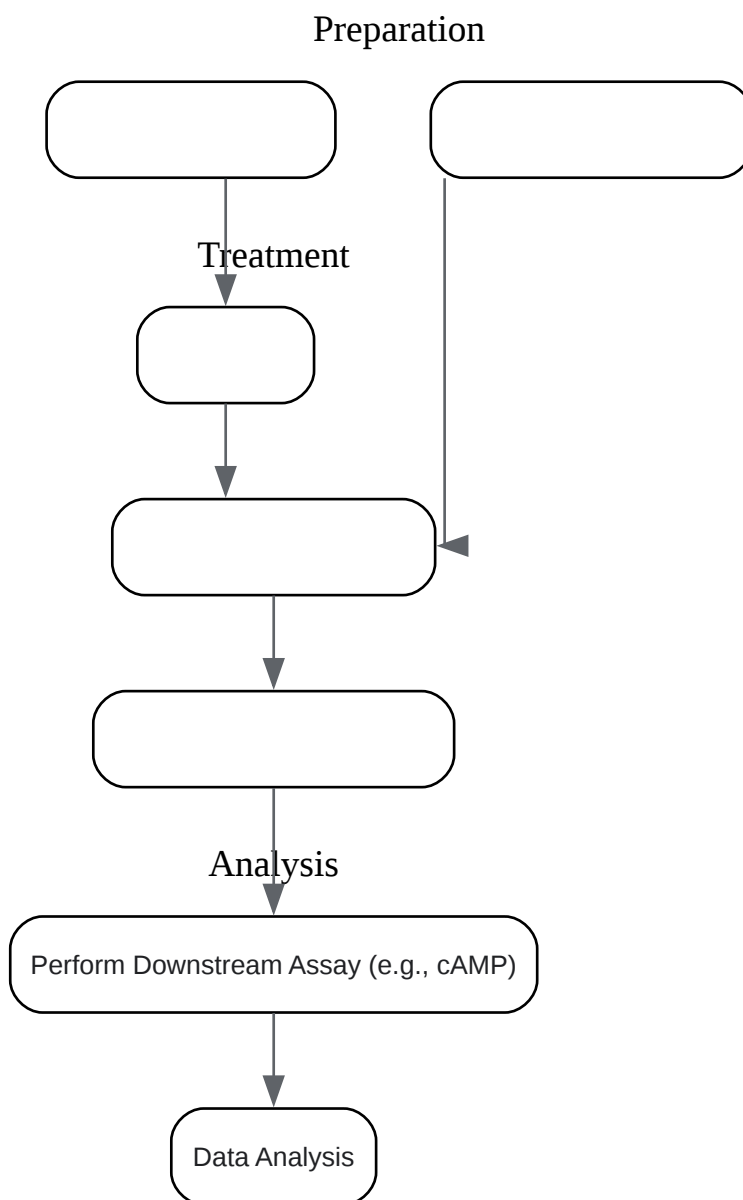 Preparation
Treatment
Analysis
Perform Downstream Assay (e.g., cAMP)
Data Analysis